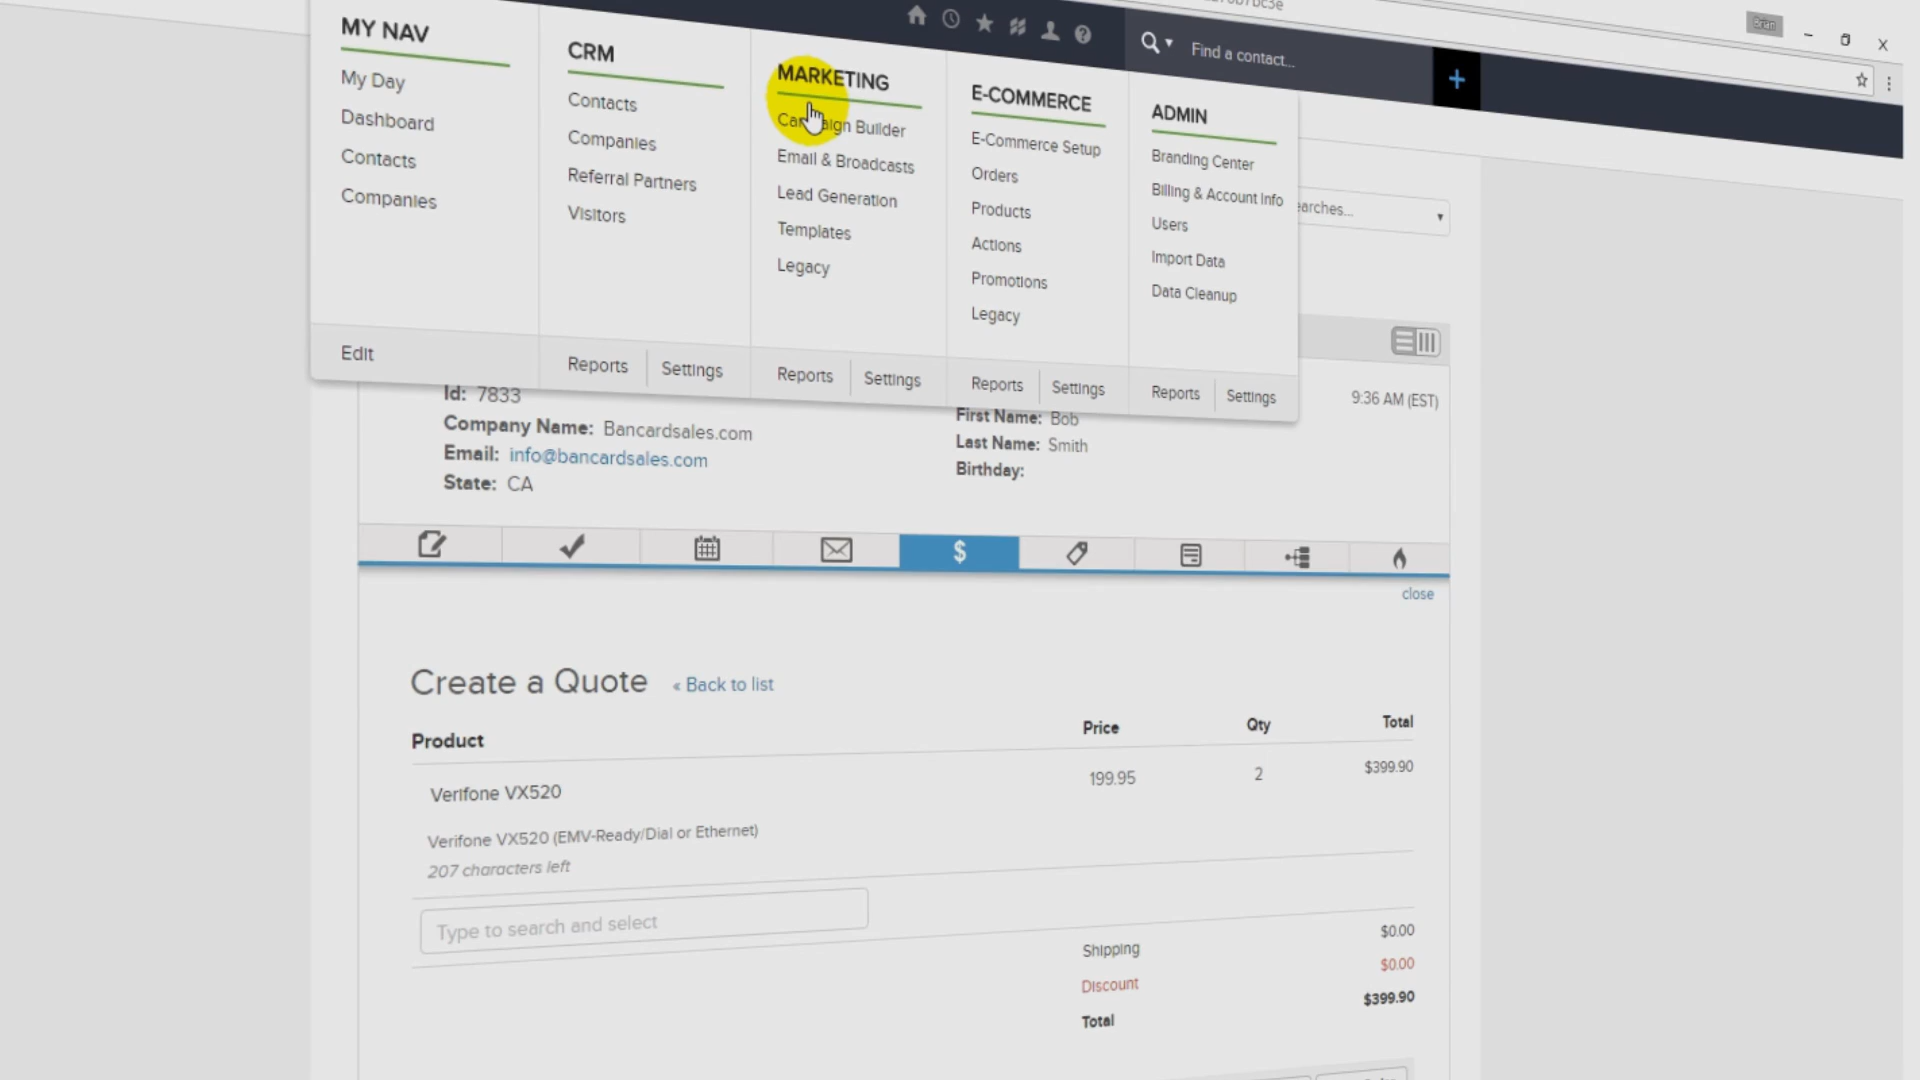 Brian
Find a contact...
MY NAV
My Day
Dashboard
Contacts
Companies
Edit
CRM
Contacts
Companies
Referral Partners
Visitors
Reports
Settings
MARKETING
Campaign Builder
Email & Broadcasts
Lead Generation
Templates
Legacy
Reports
Settings
E-COMMERCE
E-Commerce Setup
Orders
Products
Actions
Promotions
Legacy
Reports
Settings
ADMIN
Branding Center
Billing & Account Info
Users
Import Data
Data Cleanup
Reports
Settings
earches...
9:36 AM (EST)
Id: 7833
Company Name: Bancardsales.com
Email: info@bancardsales.com
State: CA
First Name: Bob
Last Name: Smith
Birthday:
$
close
Create a Quote « Back to list
Product Price Qty Total
Verifone VX520 199.95 2 $399.90
Verifone VX520 (EMV-Ready/Dial or Ethernet)
207 characters left
Type to search and select
Shipping $0.00
Discount $0.00
Total $399.90